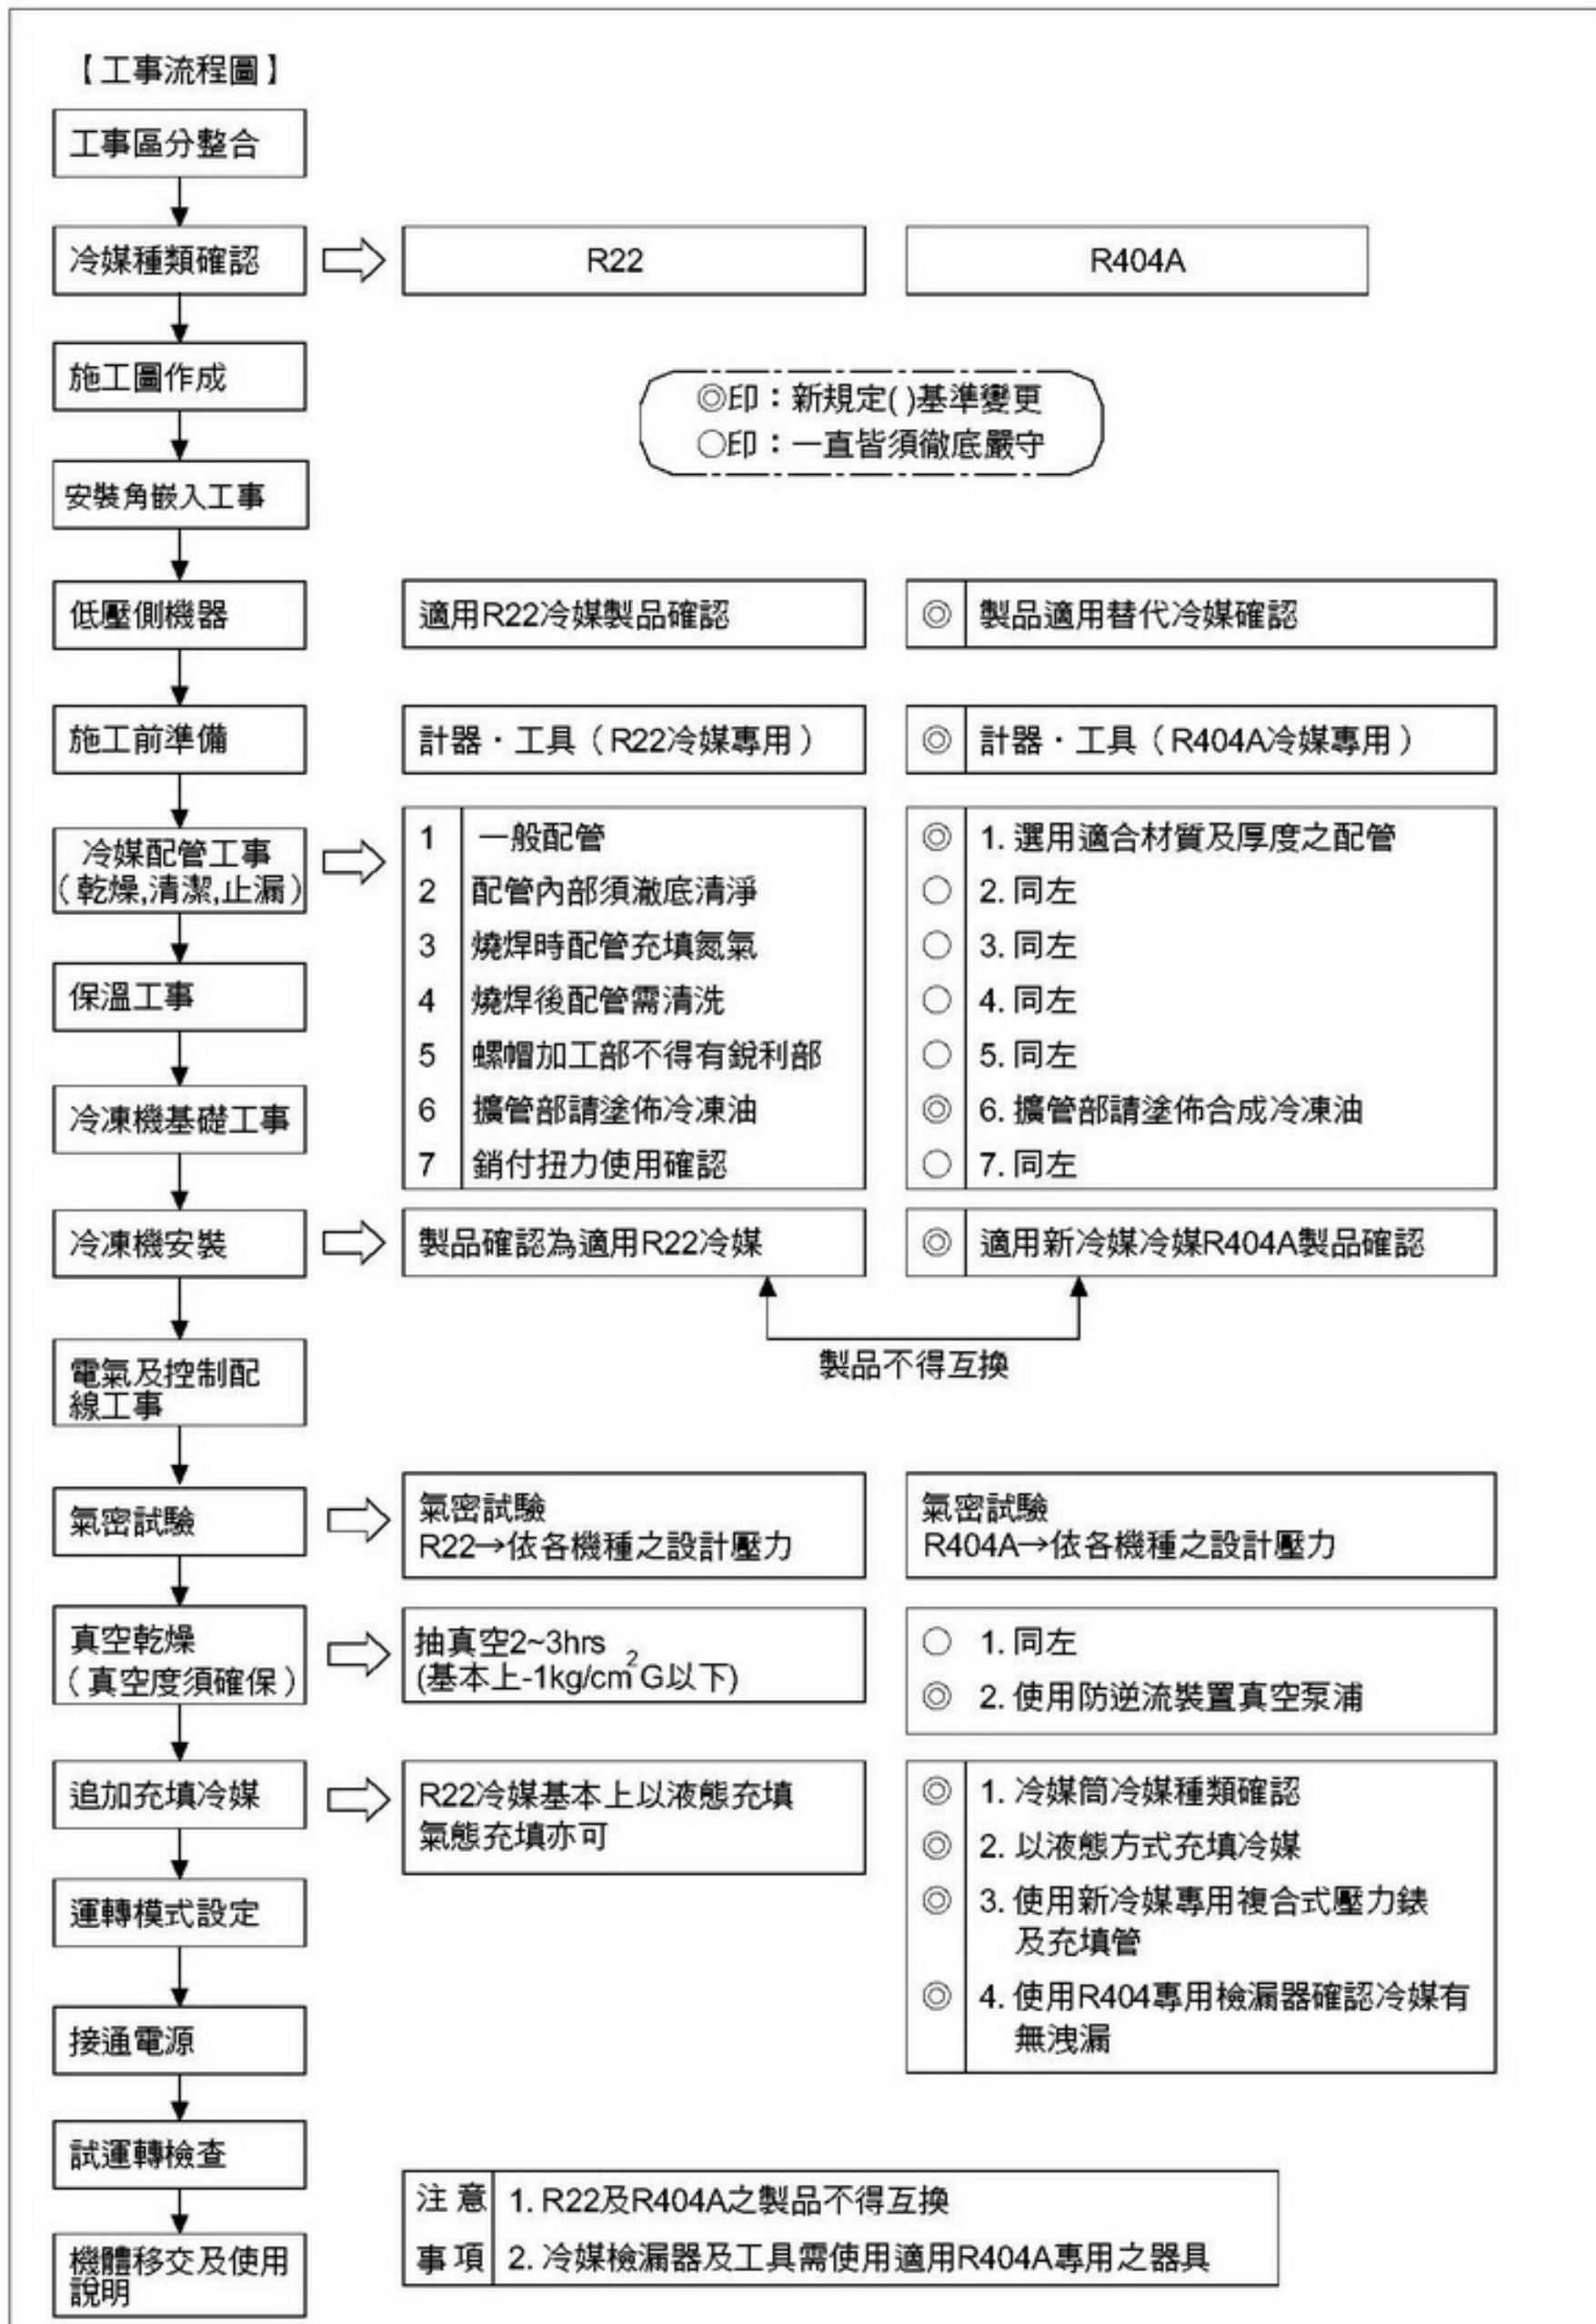 【工事流程圖】
工事區分整合
冷媒種類確認
R22
R404A
施工圖作成
◎印：新規定( )基準變更
○印：一直皆須徹底嚴守
安裝角嵌入工事
低壓側機器
適用R22冷媒製品確認
◎ 製品適用替代冷媒確認
施工前準備
計器・工具（R22冷媒專用）
◎ 計器・工具（R404A冷媒專用）
冷媒配管工事
（乾燥,清潔,止漏）
1 一般配管
2 配管內部須澈底清淨
3 燒焊時配管充填氮氣
4 燒焊後配管需清洗
5 螺帽加工部不得有銳利部
6 擴管部請塗佈冷凍油
7 銷付扭力使用確認
◎ 1. 選用適合材質及厚度之配管
○ 2. 同左
○ 3. 同左
○ 4. 同左
○ 5. 同左
◎ 6. 擴管部請塗佈合成冷凍油
○ 7. 同左
保溫工事
冷凍機基礎工事
冷凍機安裝
製品確認為適用R22冷媒
◎ 適用新冷媒冷媒R404A製品確認
製品不得互換
電氣及控制配
線工事
氣密試驗
氣密試驗
R22→依各機種之設計壓力
氣密試驗
R404A→依各機種之設計壓力
真空乾燥
（真空度須確保）
抽真空2~3hrs
(基本上-1kg/cm²G以下)
○ 1. 同左
◎ 2. 使用防逆流裝置真空泵浦
追加充填冷媒
R22冷媒基本上以液態充填
氣態充填亦可
◎ 1. 冷媒筒冷媒種類確認
◎ 2. 以液態方式充填冷媒
◎ 3. 使用新冷媒專用複合式壓力錶
及充填管
◎ 4. 使用R404專用檢漏器確認冷媒有
無洩漏
運轉模式設定
接通電源
試運轉檢查
機體移交及使用
說明
注意
事項
1. R22及R404A之製品不得互換
2. 冷媒檢漏器及工具需使用適用R404A專用之器具